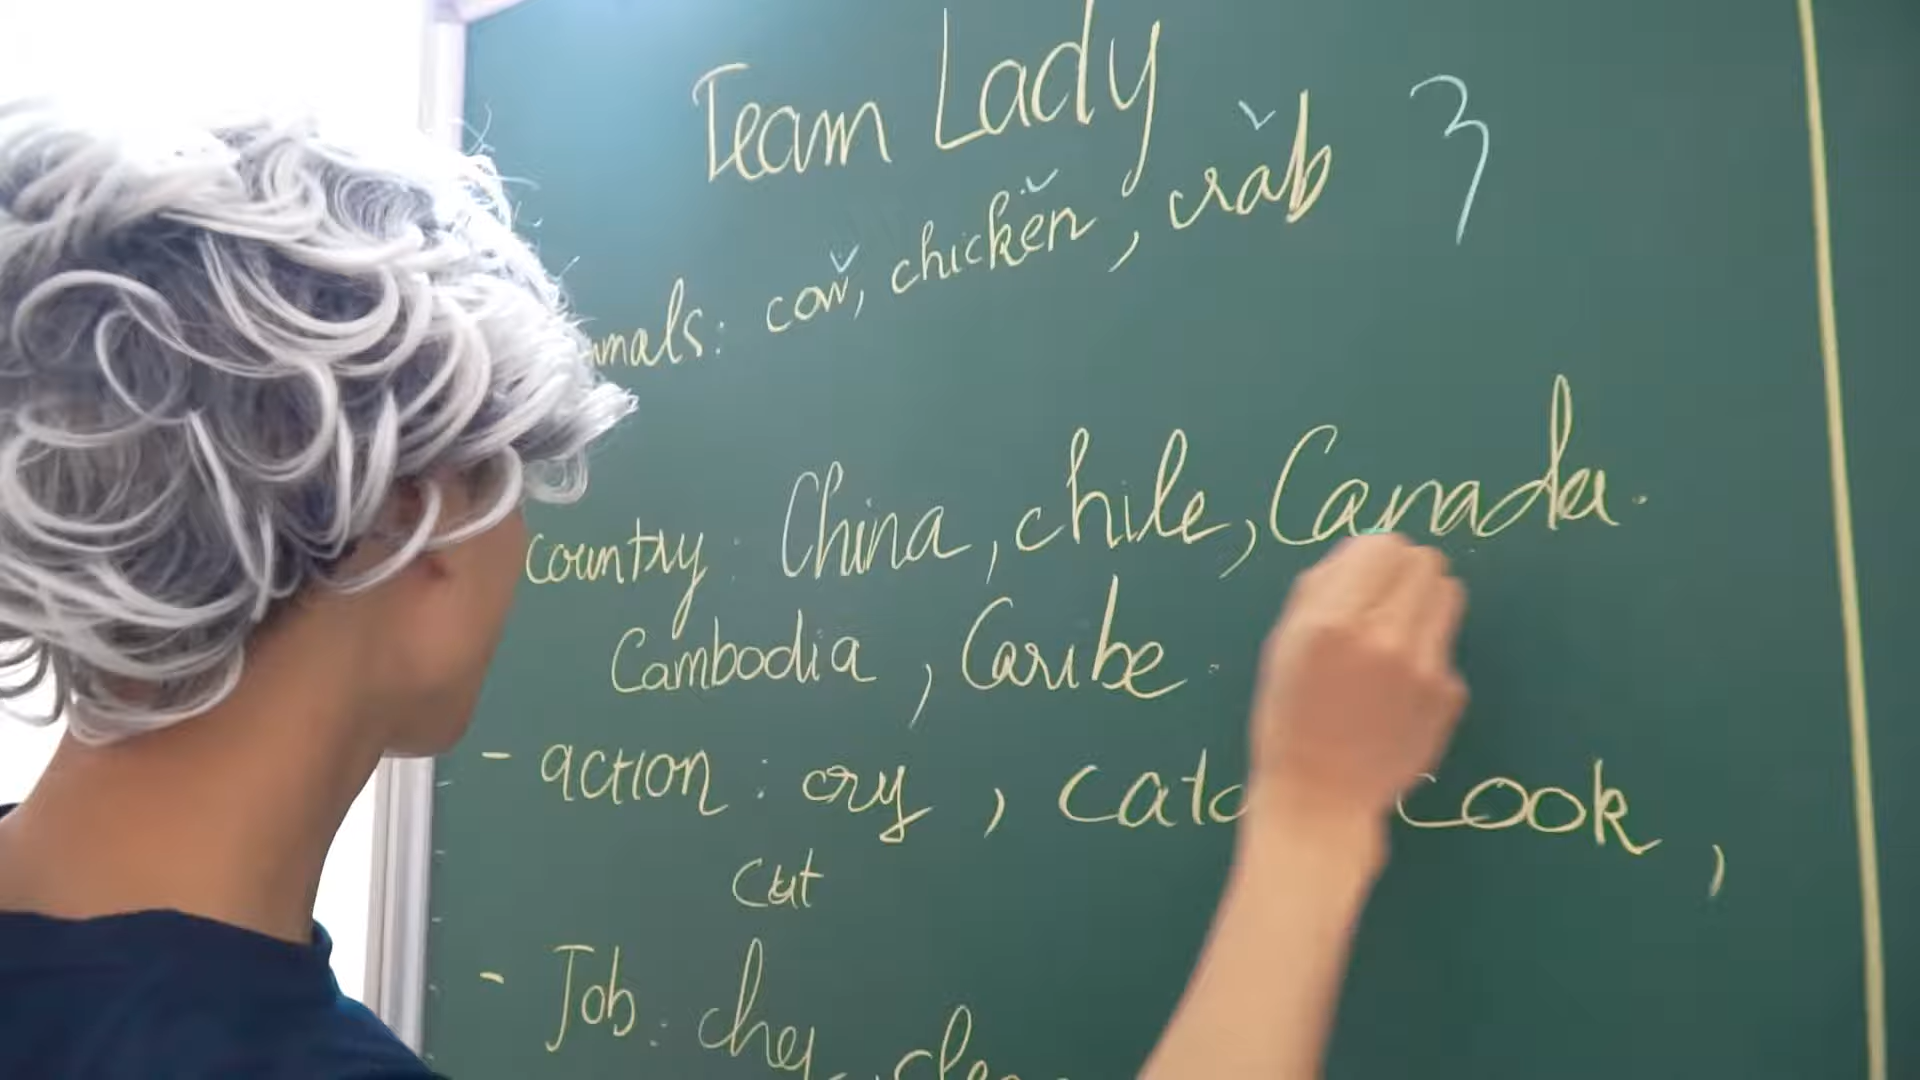 Team Lady
cow, chicken, crab 3
country: China, chile, Canada.
Cambodia, Caribe.
- action: cry, cook,
cut
- Job: